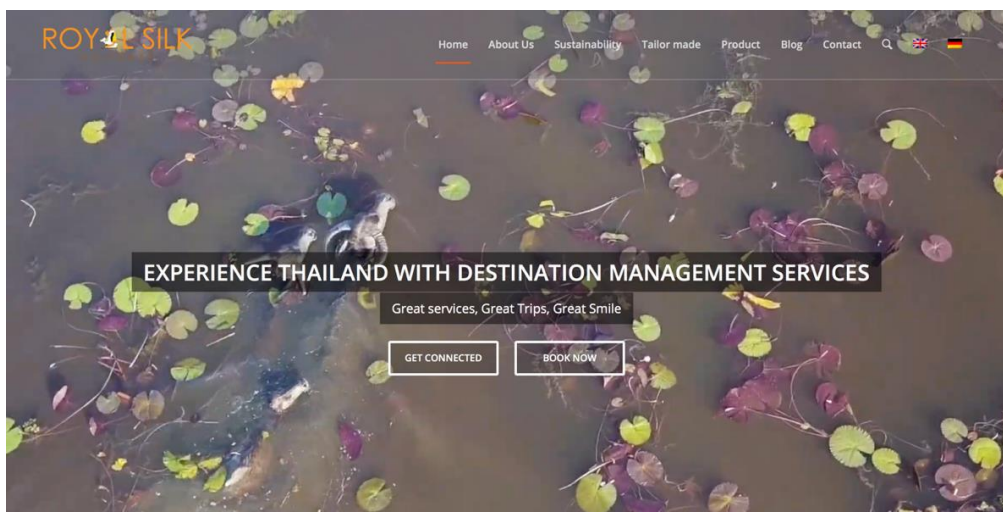 ROYAL SILK
Home About Us Sustainability Tailor made Product Blog Contact
EXPERIENCE THAILAND WITH DESTINATION MANAGEMENT SERVICES
Great services, Great Trips, Great Smile
GET CONNECTED BOOK NOW